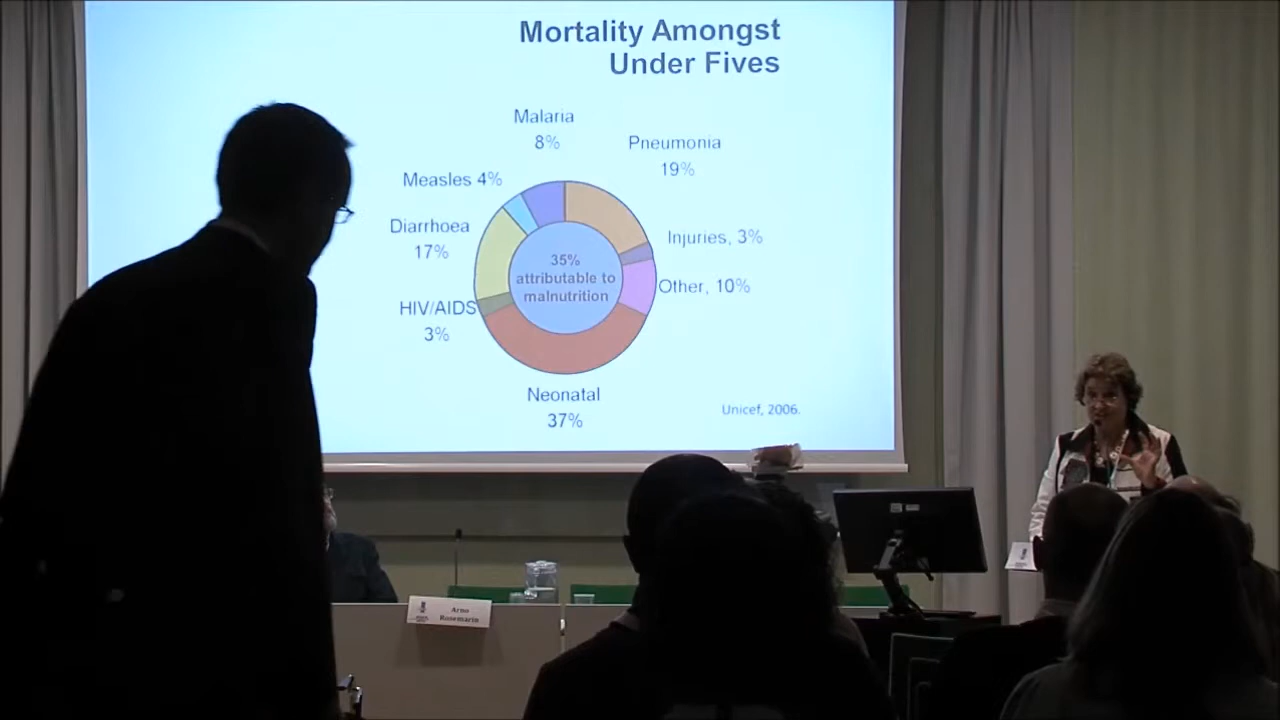 Mortality Amongst
Under Fives
Malaria
8%
Pneumonia
19%
Measles 4%
Diarrhoea
17%
Injuries, 3%
35%
attributable to
malnutrition
Other, 10%
HIV/AIDS
3%
Neonatal
37%
Unicef, 2006.
Arno
Rosemarin